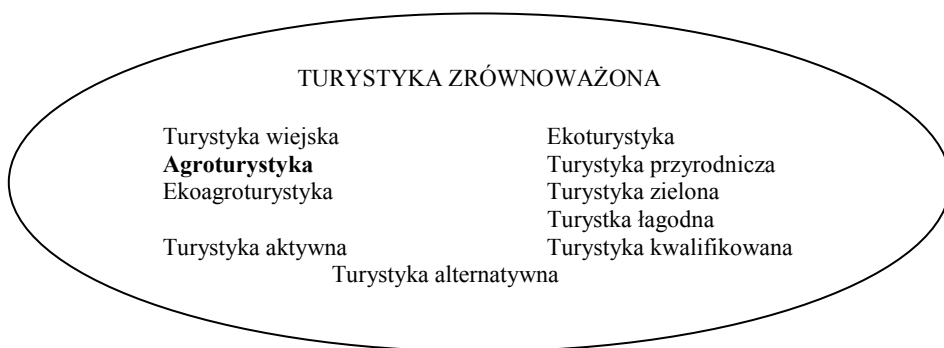 TURYSTYKA ZRÓWNOWAŻONA
Turystyka wiejska
Agroturystyka
Ekoagroturystyka
Turystyka aktywna
Ekoturystyka
Turystyka przyrodnicza
Turystyka zielona
Turystka łagodna
Turystyka kwalifikowana
Turystyka alternatywna